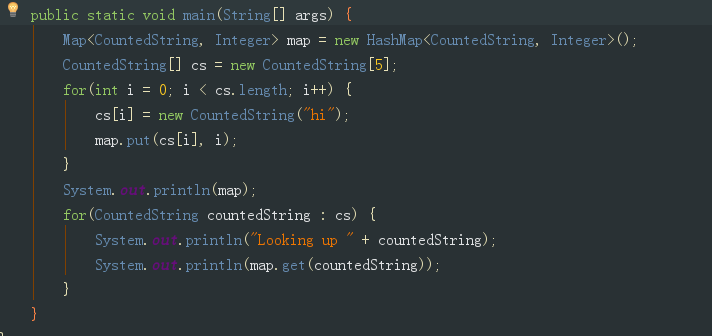 public static void main(String[] args) {
    Map<CountedString, Integer> map = new HashMap<CountedString, Integer>();
    CountedString[] cs = new CountedString[5];
    for(int i = 0; i < cs.length; i++) {
        cs[i] = new CountedString("hi");
        map.put(cs[i], i);
    }
    System.out.println(map);
    for(CountedString countedString : cs) {
        System.out.println("Looking up " + countedString);
        System.out.println(map.get(countedString));
    }
}